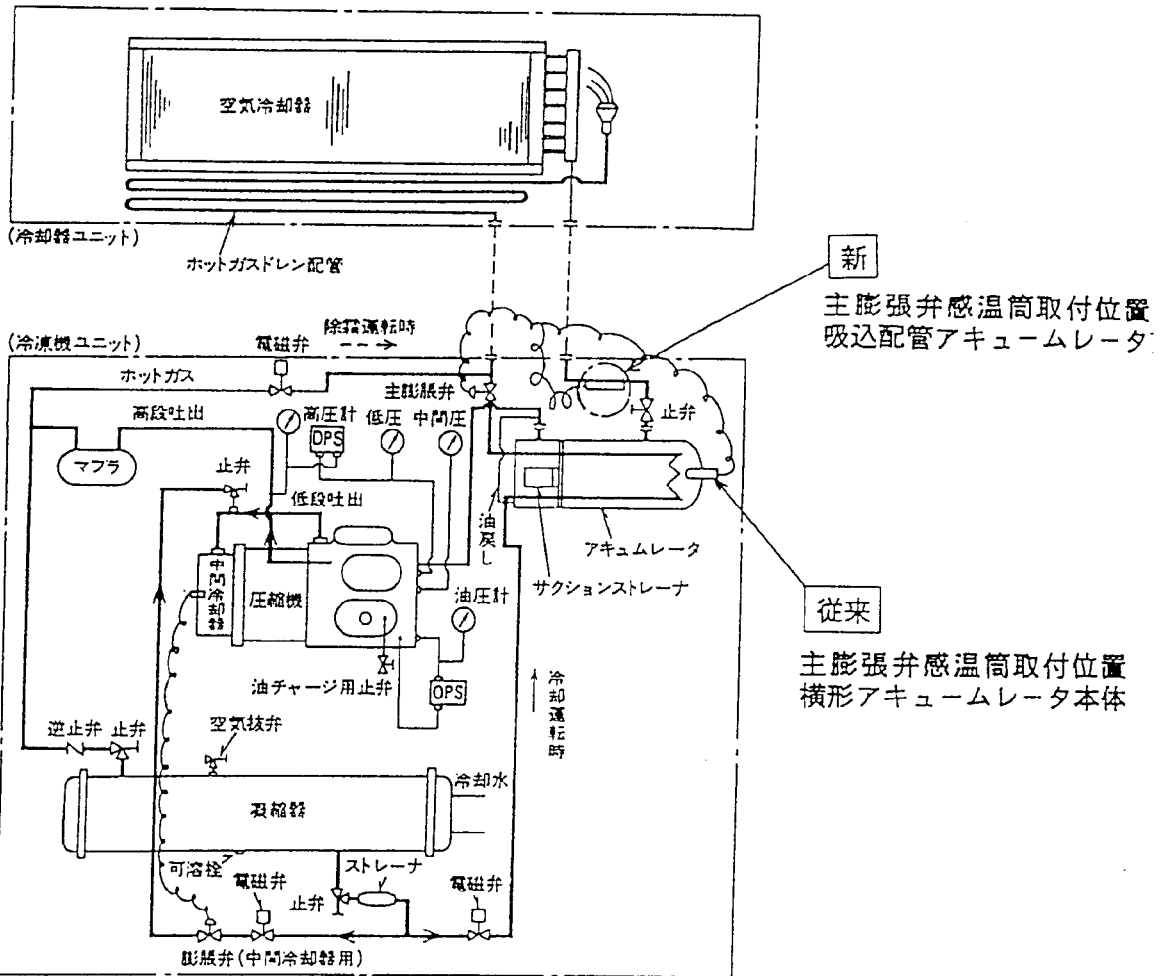 空気冷却器
(冷却器ユニット)
ホットガスドレン配管
新
主膨張弁感温筒取付位置
吸込配管アキュームレータ
(冷凍機ユニット)
除霜運転時
電磁弁
ホットガス
主膨脹弁
止弁
高段吐出
高圧計
低圧
中間圧
OPS
マフラ
止弁
低段吐出
油戻し
アキュムレータ
サクションストレーナ
中間冷却器
圧縮機
油圧計
従来
主膨張弁感温筒取付位置
横形アキュームレータ本体
油チャージ用止弁
OPS
冷却運転時
逆止弁
止弁
空気抜弁
冷却水
凝縮器
可溶栓
ストレーナ
電磁弁
止弁
電磁弁
膨脹弁(中間冷却器用)